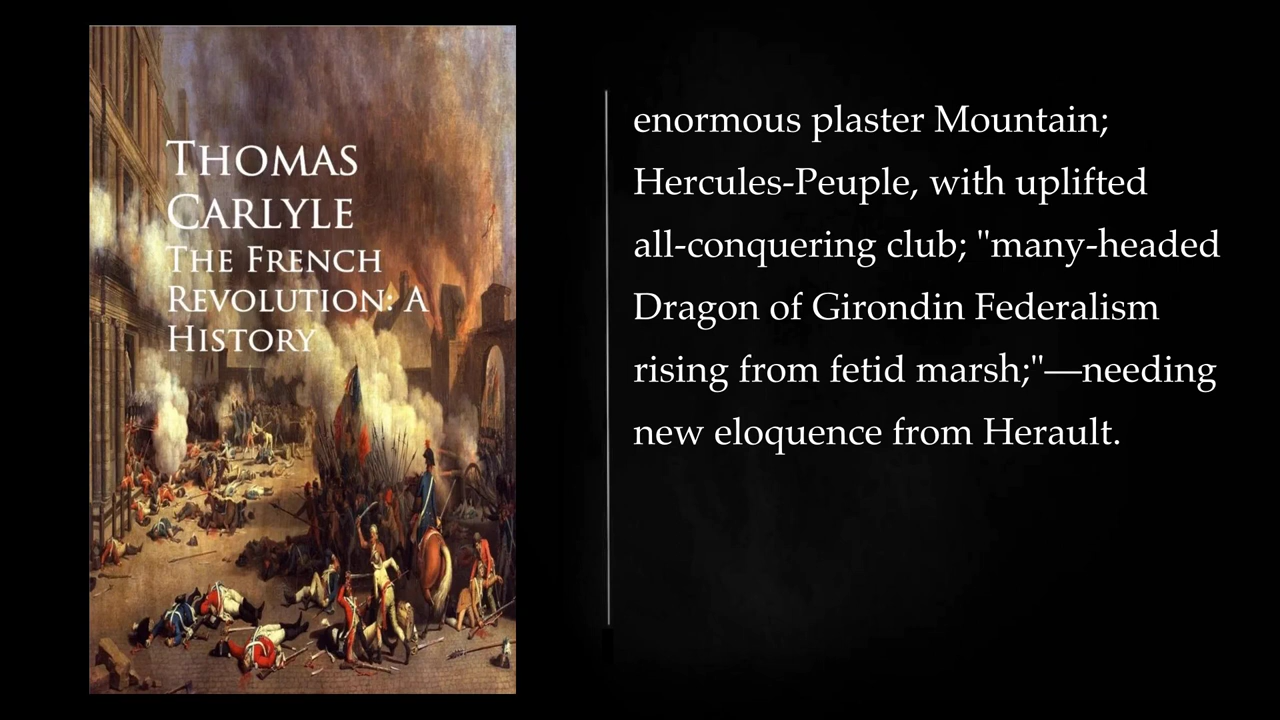 THOMAS
CARLYLE
THE FRENCH
REVOLUTION: A
HISTORY
enormous plaster Mountain;
Hercules-Peuple, with uplifted
all-conquering club; "many-headed
Dragon of Girondin Federalism
rising from fetid marsh;"—needing
new eloquence from Herault.